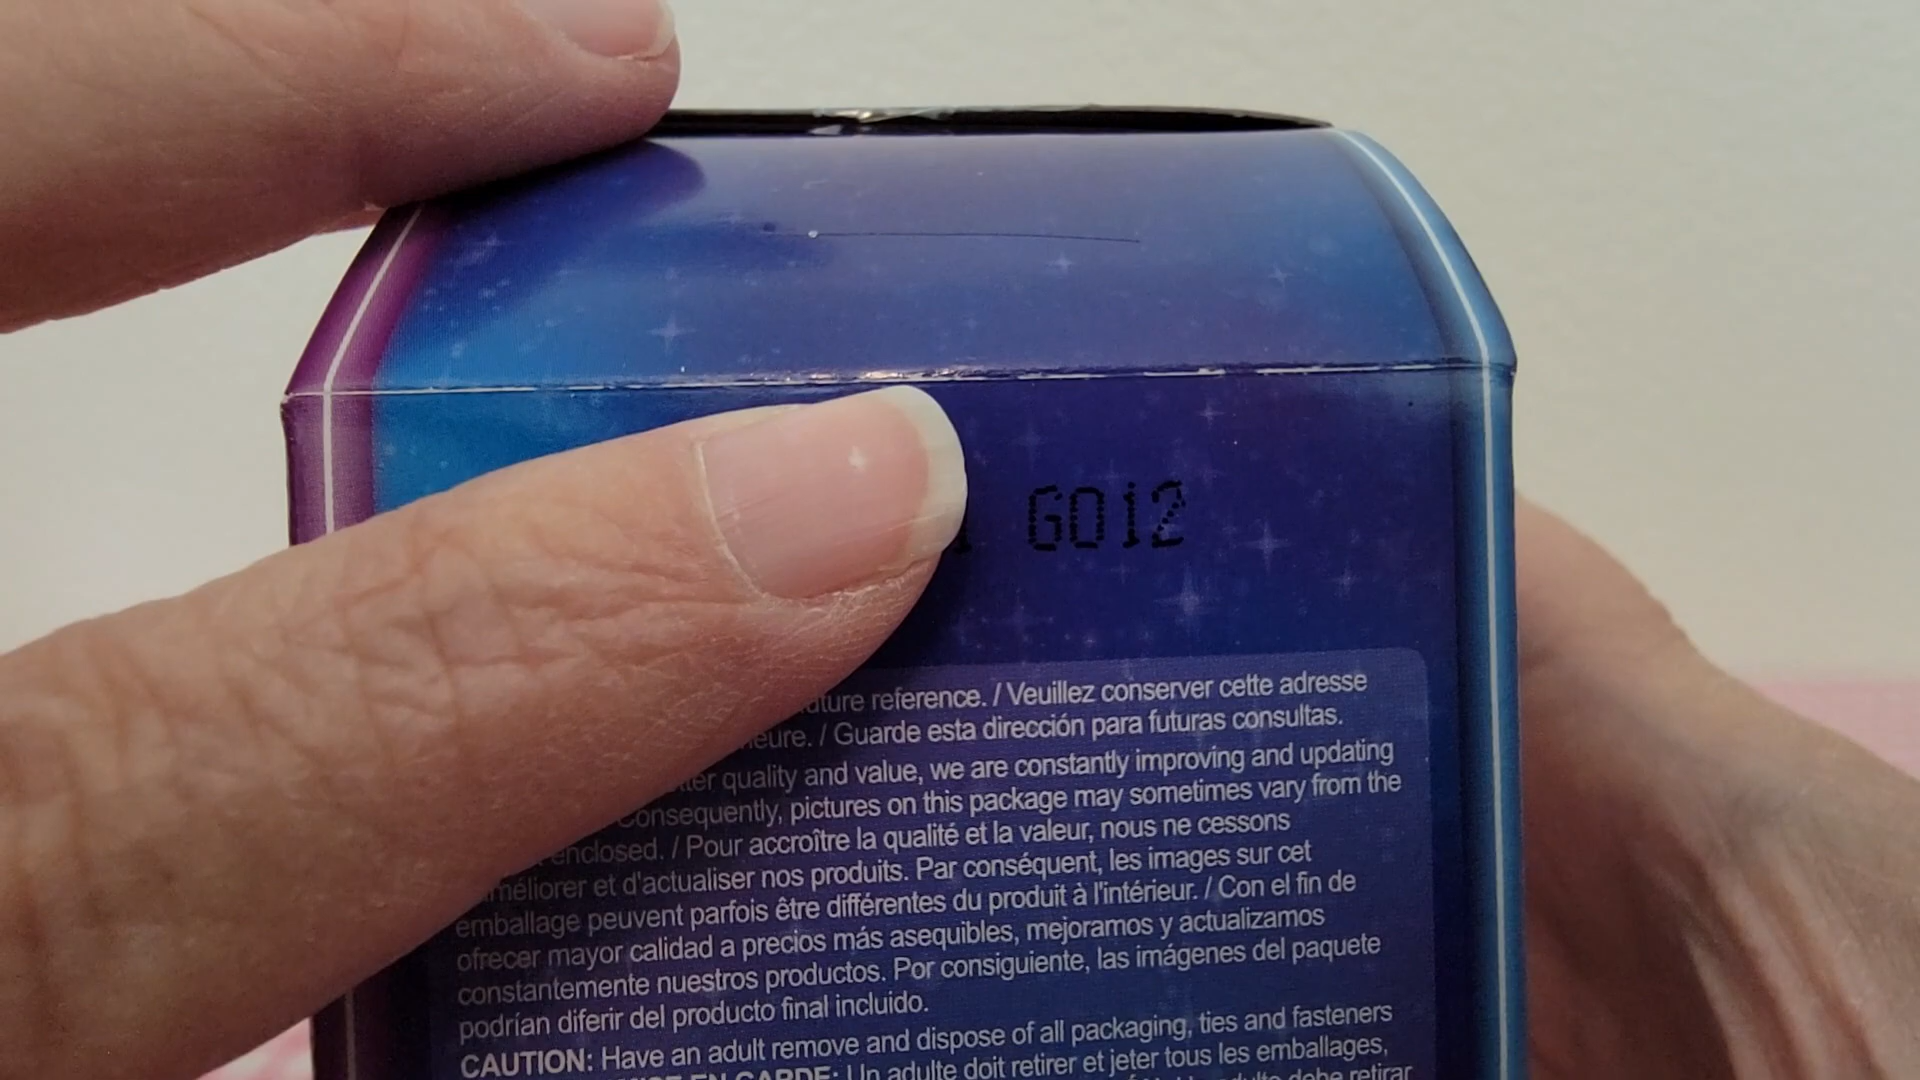 G012
reference. / Veuillez conserver cette adresse
/ Guarde esta dirección para futuras consultas.
quality and value, we are constantly improving and updating
Consequently, pictures on this package may sometimes vary from the
enclosed. / Pour accroître la qualité et la valeur, nous ne cessons
et d'actualiser nos produits. Par conséquent, les images sur cet
emballage peuvent parfois être différentes du produit à l'intérieur. / Con el fin de
ofrecer mayor calidad a precios más asequibles, mejoramos y actualizamos
constantemente nuestros productos. Por consiguiente, las imágenes del paquete
podrían diferir del producto final incluido.
CAUTION: Have an adult remove and dispose of all packaging, ties and fasteners
EN GARDE: Un adulte doit retirer et jeter tous les emballages,
debe retirar